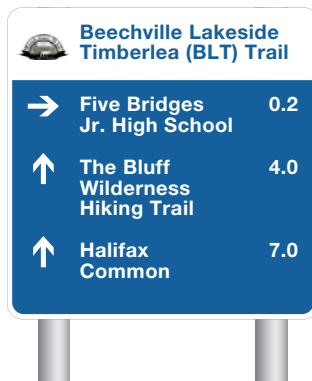 Beechville Lakeside
Timberlea (BLT) Trail
Five Bridges 0.2
Jr. High School
The Bluff 4.0
Wilderness
Hiking Trail
Halifax 7.0
Common